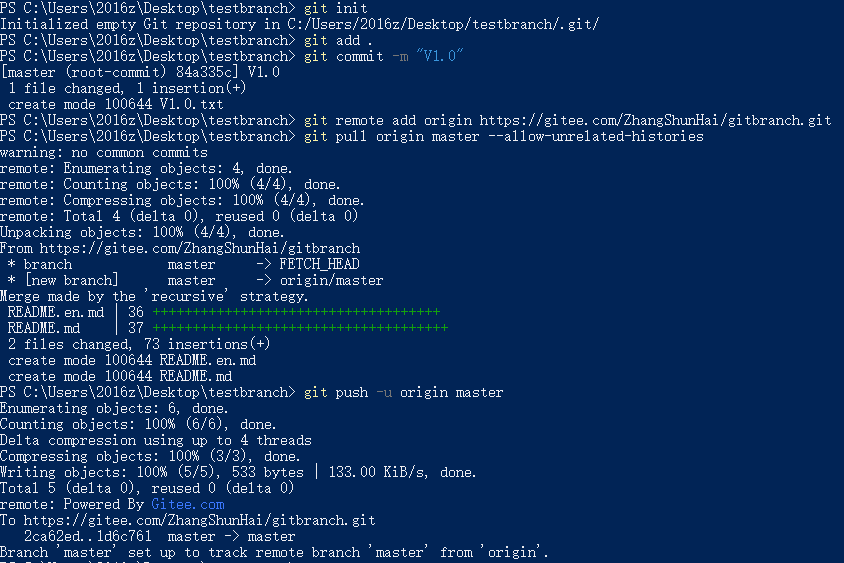 PS C:\Users\2016z\Desktop\testbranch> git init
Initialized empty Git repository in C:/Users/2016z/Desktop/testbranch/.git/
PS C:\Users\2016z\Desktop\testbranch> git add .
PS C:\Users\2016z\Desktop\testbranch> git commit -m "V1.0"
[master (root-commit) 84a335c] V1.0
 1 file changed, 1 insertion(+)
 create mode 100644 V1.0.txt
PS C:\Users\2016z\Desktop\testbranch> git remote add origin https://gitee.com/ZhangShunHai/gitbranch.git
PS C:\Users\2016z\Desktop\testbranch> git pull origin master --allow-unrelated-histories
warning: no common commits
remote: Enumerating objects: 4, done.
remote: Counting objects: 100% (4/4), done.
remote: Compressing objects: 100% (4/4), done.
remote: Total 4 (delta 0), reused 0 (delta 0)
Unpacking objects: 100% (4/4), done.
From https://gitee.com/ZhangShunHai/gitbranch
 * branch            master     -> FETCH_HEAD
 * [new branch]      master     -> origin/master
Merge made by the 'recursive' strategy.
 README.en.md | 36 ++++++++++++++++++++++++++++++++++++
 README.md    | 37 +++++++++++++++++++++++++++++++++++++
 2 files changed, 73 insertions(+)
 create mode 100644 README.en.md
 create mode 100644 README.md
PS C:\Users\2016z\Desktop\testbranch> git push -u origin master
Enumerating objects: 6, done.
Counting objects: 100% (6/6), done.
Delta compression using up to 4 threads
Compressing objects: 100% (3/3), done.
Writing objects: 100% (5/5), 533 bytes | 133.00 KiB/s, done.
Total 5 (delta 0), reused 0 (delta 0)
remote: Powered By Gitee.com
To https://gitee.com/ZhangShunHai/gitbranch.git
   2ca62ed..1d6c761  master -> master
Branch 'master' set up to track remote branch 'master' from 'origin'.